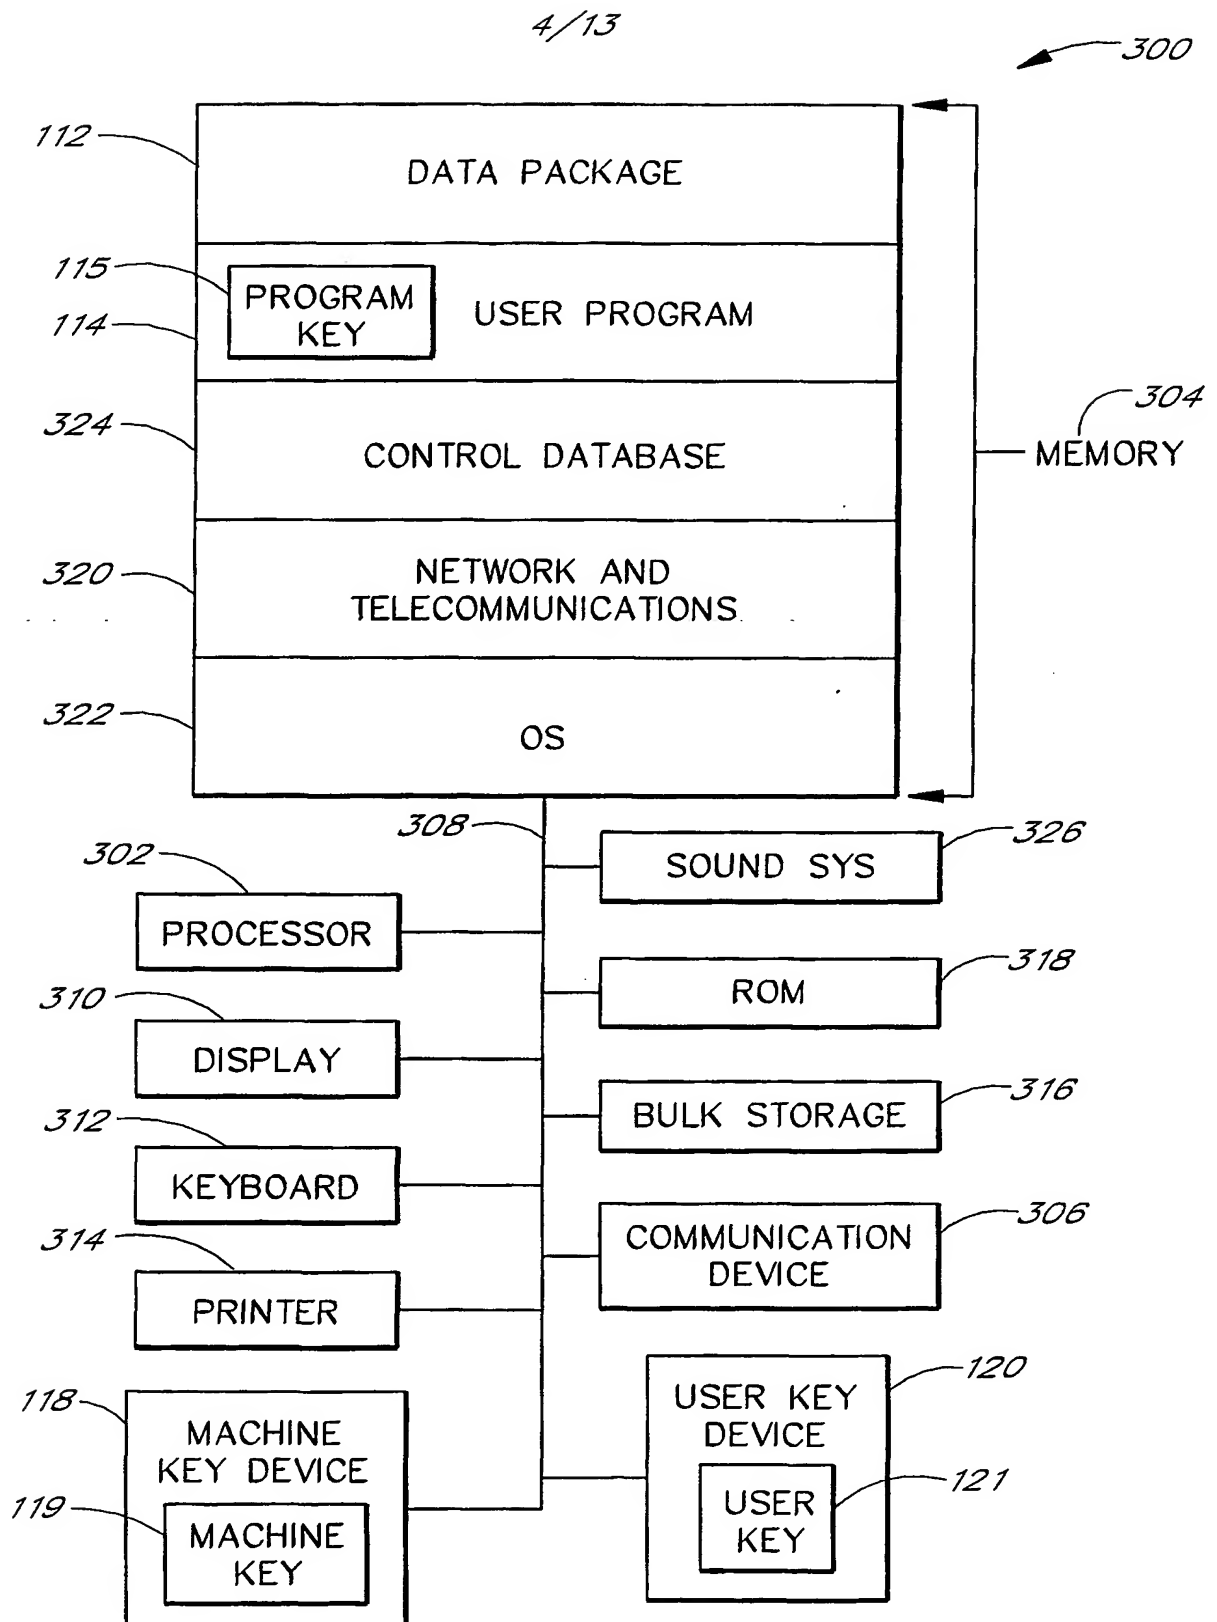 4/13
300
112
DATA PACKAGE
115
PROGRAM
KEY
USER PROGRAM
114
304
MEMORY
324
CONTROL DATABASE
320
NETWORK AND
TELECOMMUNICATIONS
322
OS
308
302
PROCESSOR
SOUND SYS
326
310
DISPLAY
ROM
318
312
KEYBOARD
BULK STORAGE
316
314
PRINTER
COMMUNICATION
DEVICE
306
118
MACHINE
KEY DEVICE
119
MACHINE
KEY
USER KEY
DEVICE
120
USER
KEY
121